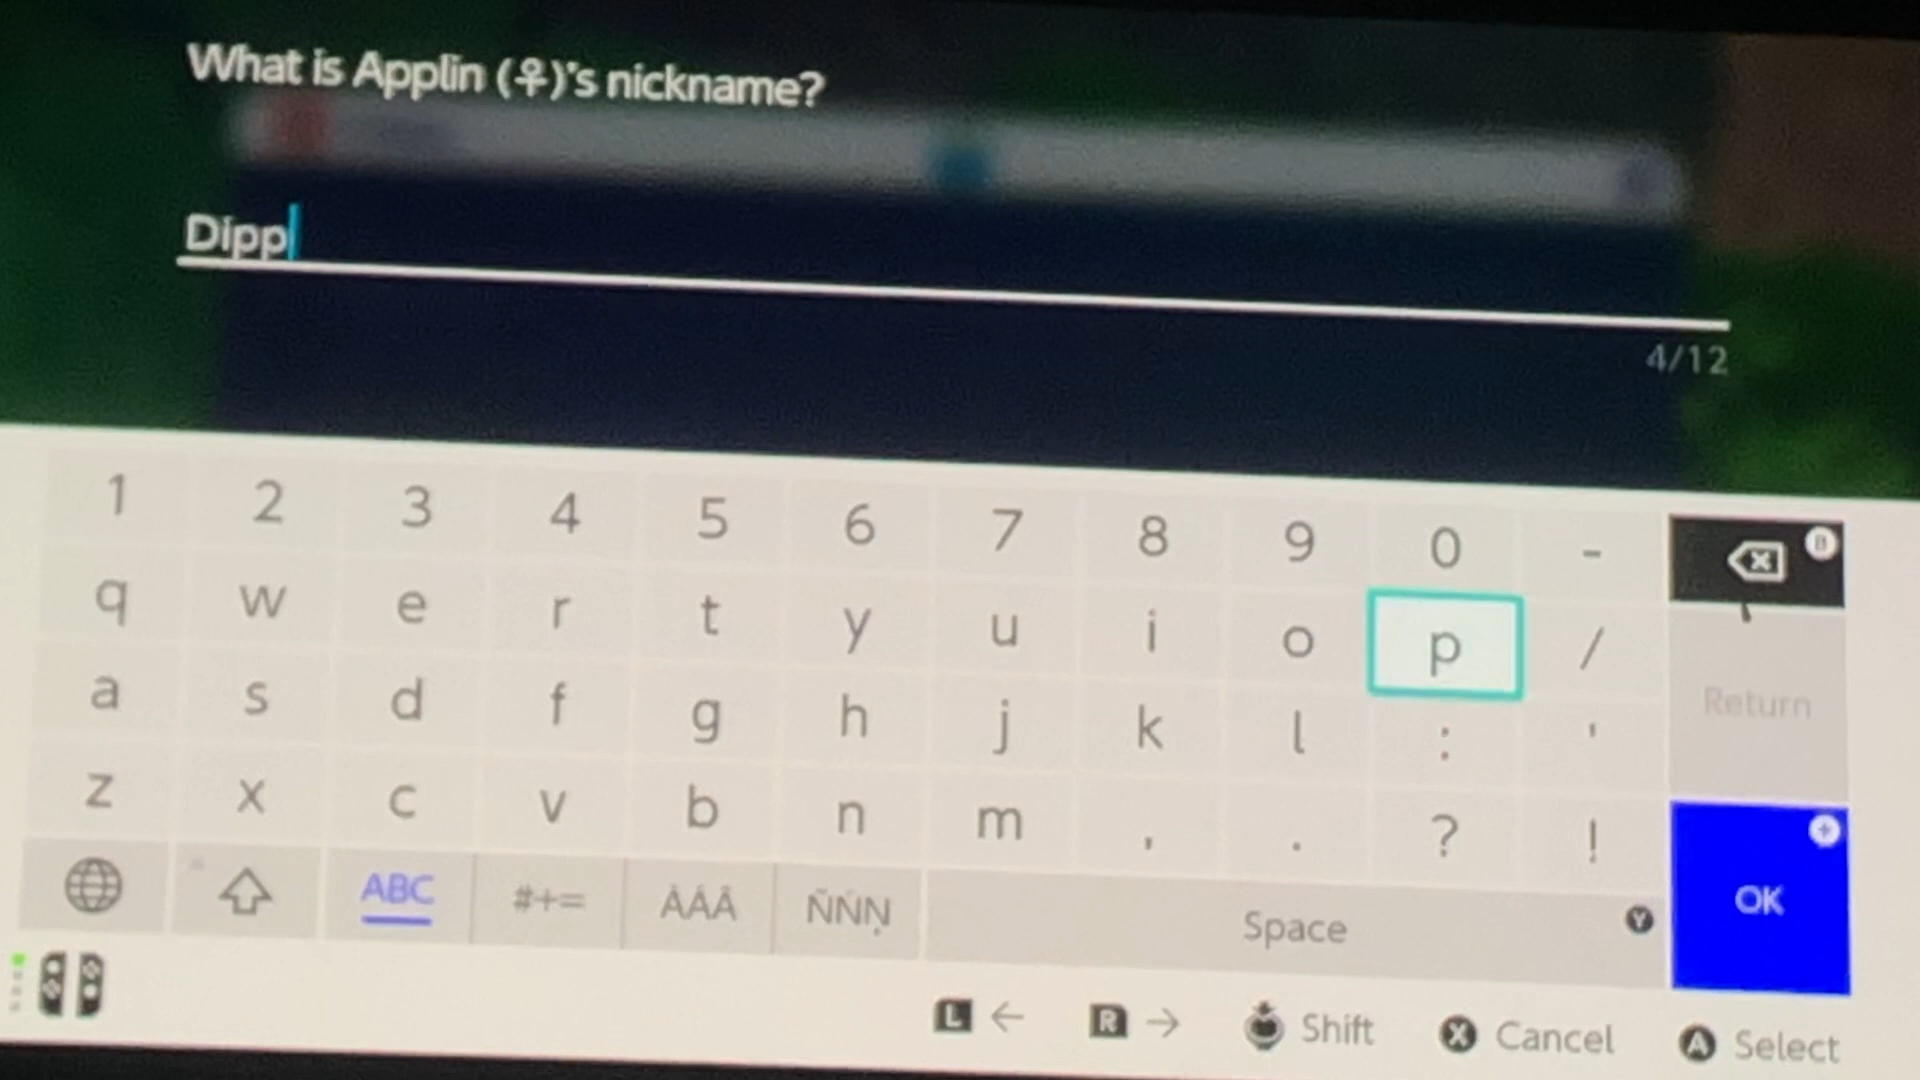 What is Applin (♀)'s nickname?
Dipp
4/12
1 2 3 4 5 6 7 8 9 0 -
q w e r t y u i o p /
Return
a s d f g h j k l : '
z x c v b n m , . ? !
ABC #+= ÀÁÂ ÑŃŅ Space Y
+ OK
L ← R → Shift X Cancel A Select